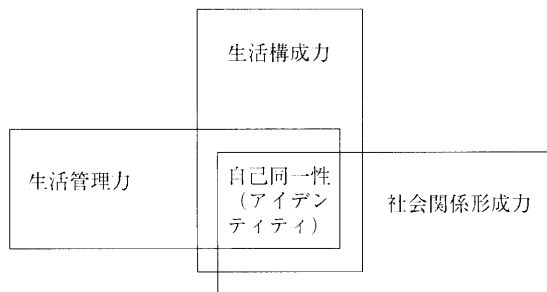 生活構成力
生活管理力
自己同一性
（アイデン
ティティ）
社会関係形成力